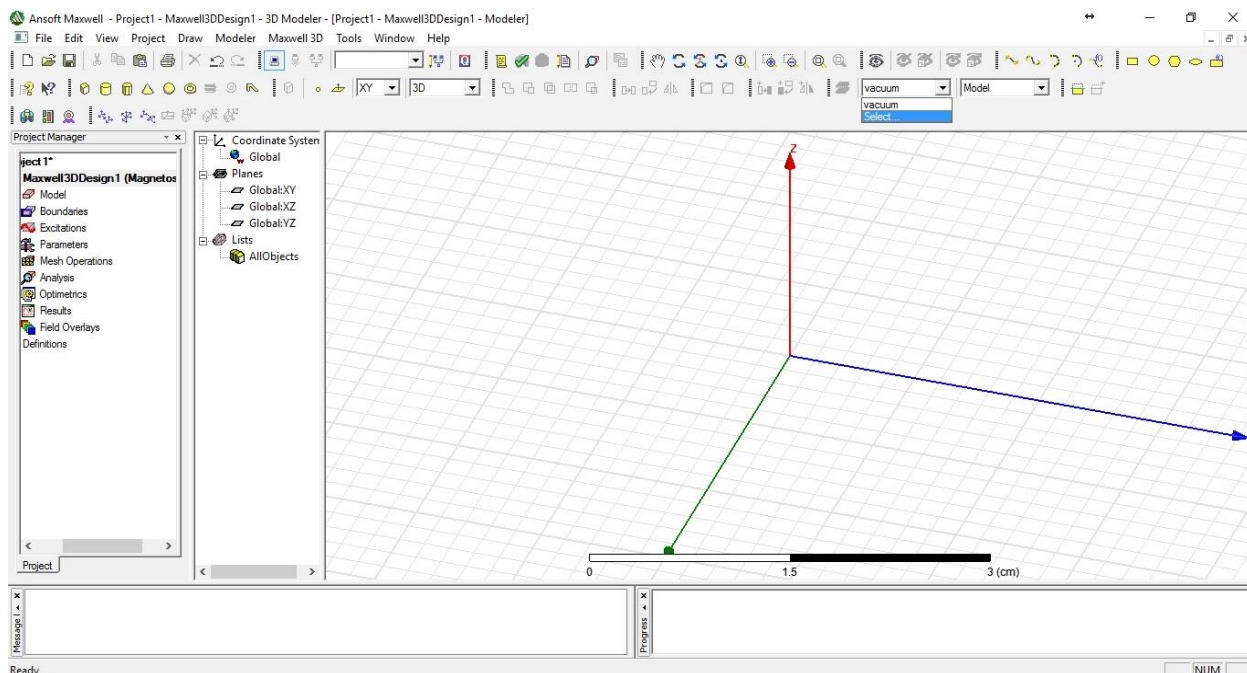 Ansoft Maxwell - Project1 - Maxwell3DDesign1 - 3D Modeler - [Project1 - Maxwell3DDesign1 - Modeler]
File Edit View Project Draw Modeler Maxwell 3D Tools Window Help
XY 3D vacuum Model
vacuum
Select...
Project Manager
ject1*
Maxwell3DDesign1 (Magnetos
Model
Boundaries
Excitations
Parameters
Mesh Operations
Analysis
Optimetrics
Results
Field Overlays
Definitions
Project
Coordinate System
Global
Planes
Global:XY
Global:XZ
Global:YZ
Lists
AllObjects
Z
0 1.5 3 (cm)
Message
Progress
Ready
NUM